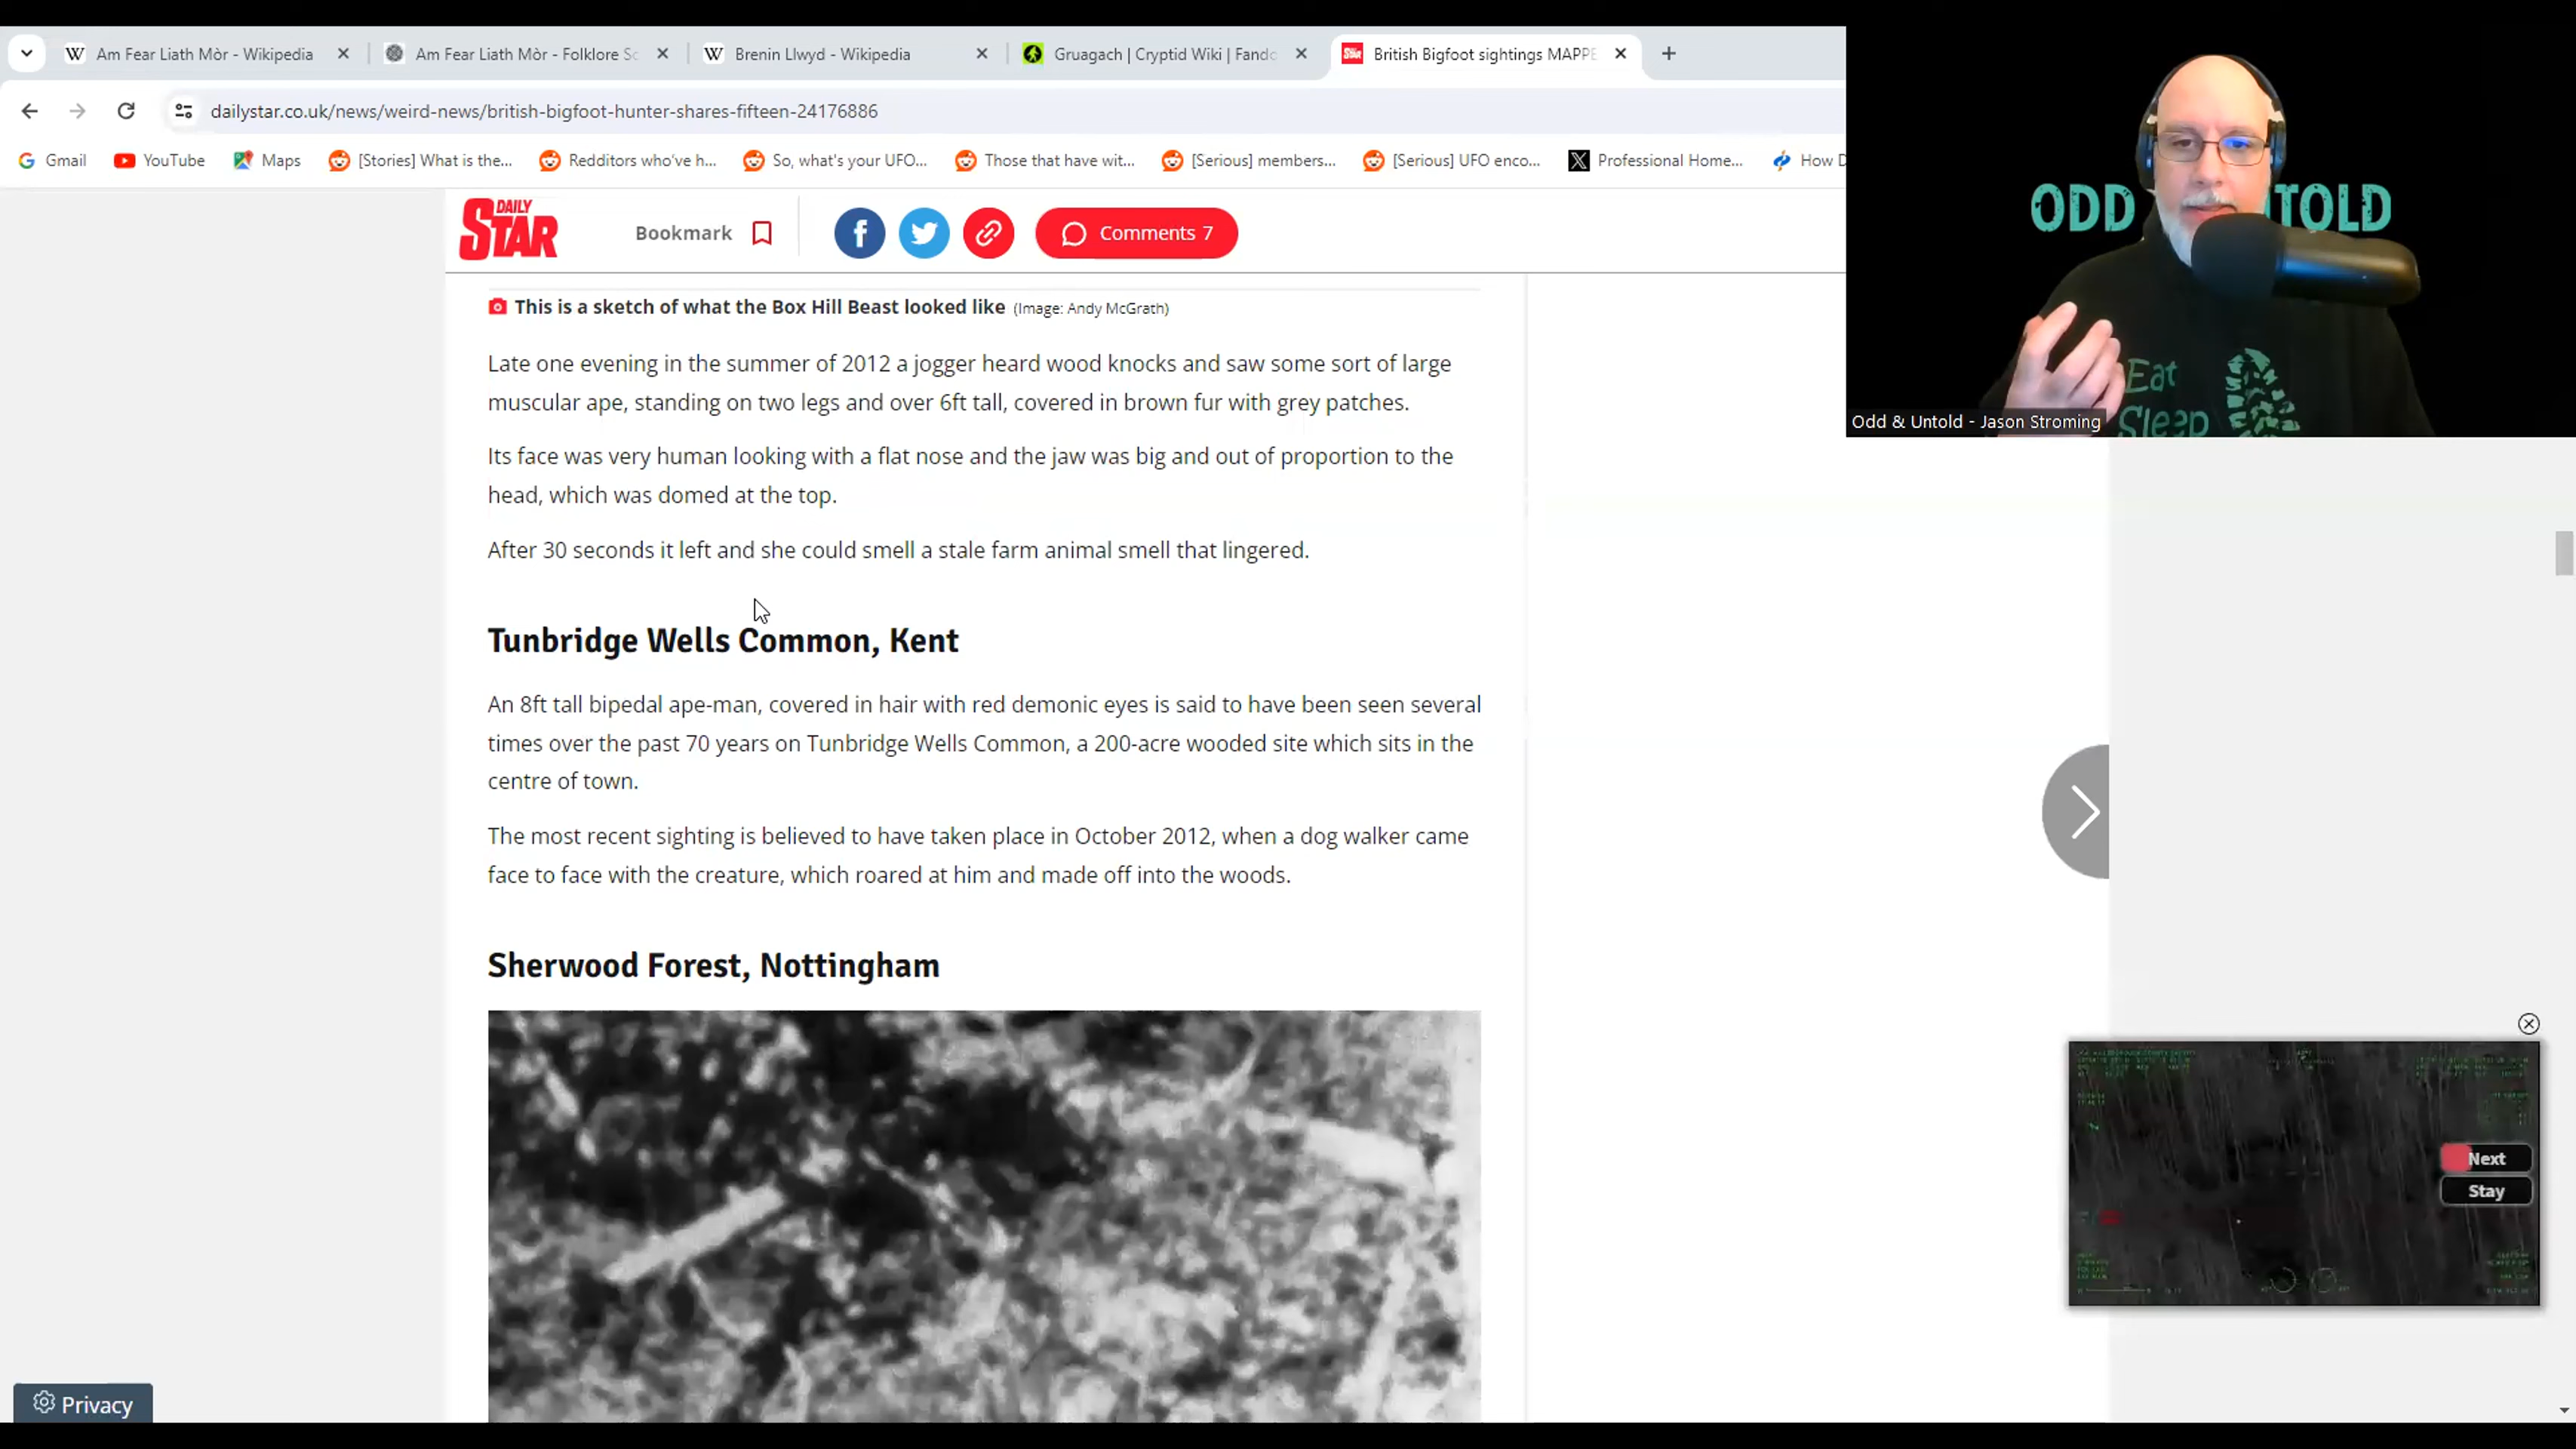 Am Fear Liath Mòr - Wikipedia
Am Fear Liath Mòr - Folklore Sc
Brenin Llwyd - Wikipedia
Gruagach | Cryptid Wiki | Fando
British Bigfoot sightings MAPPE
dailystar.co.uk/news/weird-news/british-bigfoot-hunter-shares-fifteen-24176886
Gmail
YouTube
Maps
[Stories] What is the...
Redditors who've h...
So, what's your UFO...
Those that have wit...
[Serious] members...
[Serious] UFO enco...
Professional Home...
How D
DAILY
STAR
Bookmark
Comments 7
ODD
TOLD
Eat
Sleep
Odd & Untold - Jason Stroming
This is a sketch of what the Box Hill Beast looked like (Image: Andy McGrath)
Late one evening in the summer of 2012 a jogger heard wood knocks and saw some sort of large
muscular ape, standing on two legs and over 6ft tall, covered in brown fur with grey patches.
Its face was very human looking with a flat nose and the jaw was big and out of proportion to the
head, which was domed at the top.
After 30 seconds it left and she could smell a stale farm animal smell that lingered.
Tunbridge Wells Common, Kent
An 8ft tall bipedal ape-man, covered in hair with red demonic eyes is said to have been seen several
times over the past 70 years on Tunbridge Wells Common, a 200-acre wooded site which sits in the
centre of town.
The most recent sighting is believed to have taken place in October 2012, when a dog walker came
face to face with the creature, which roared at him and made off into the woods.
Sherwood Forest, Nottingham
Next
Stay
Privacy